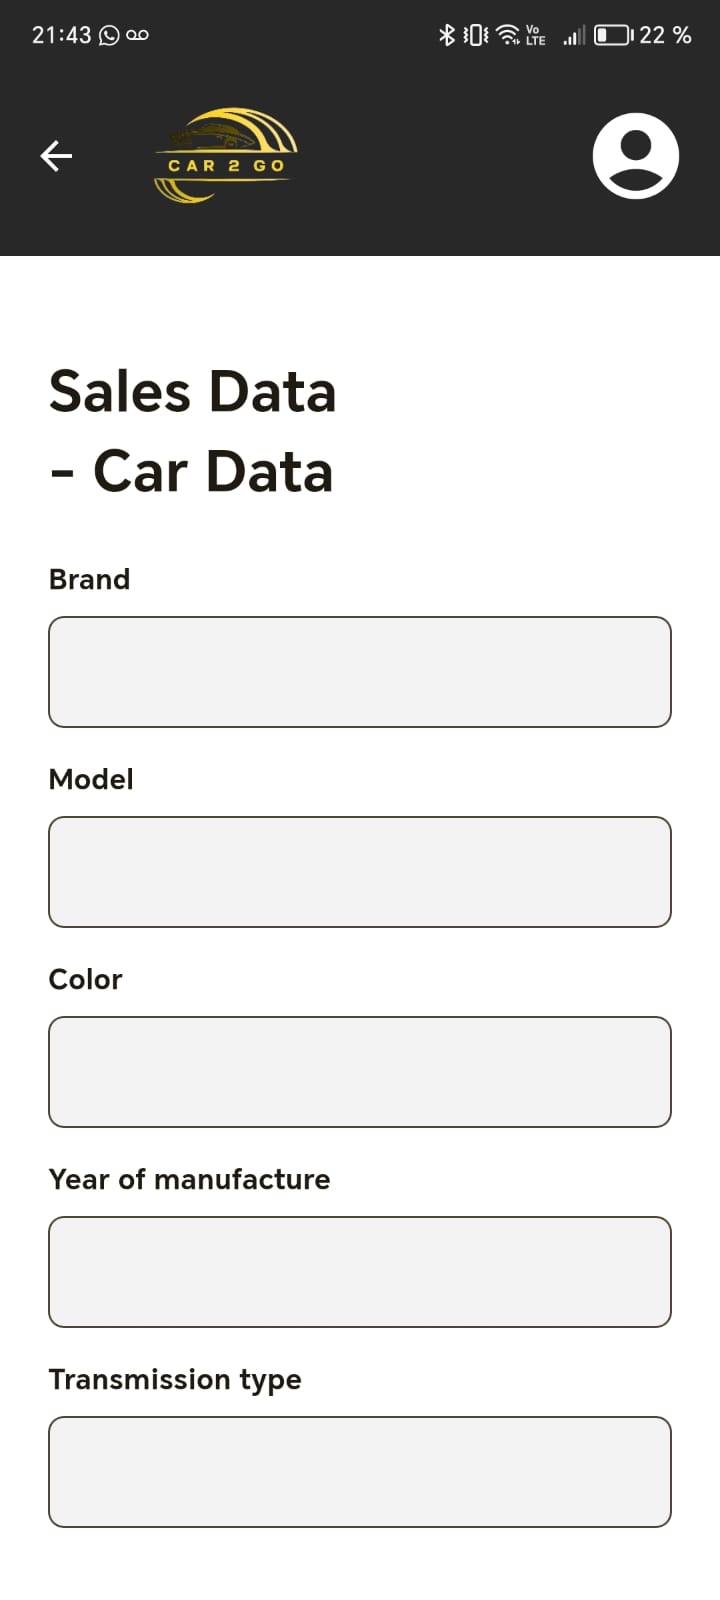 21:43
Vo
LTE
22 %
CAR 2 GO
Sales Data
- Car Data
Brand
Model
Color
Year of manufacture
Transmission type